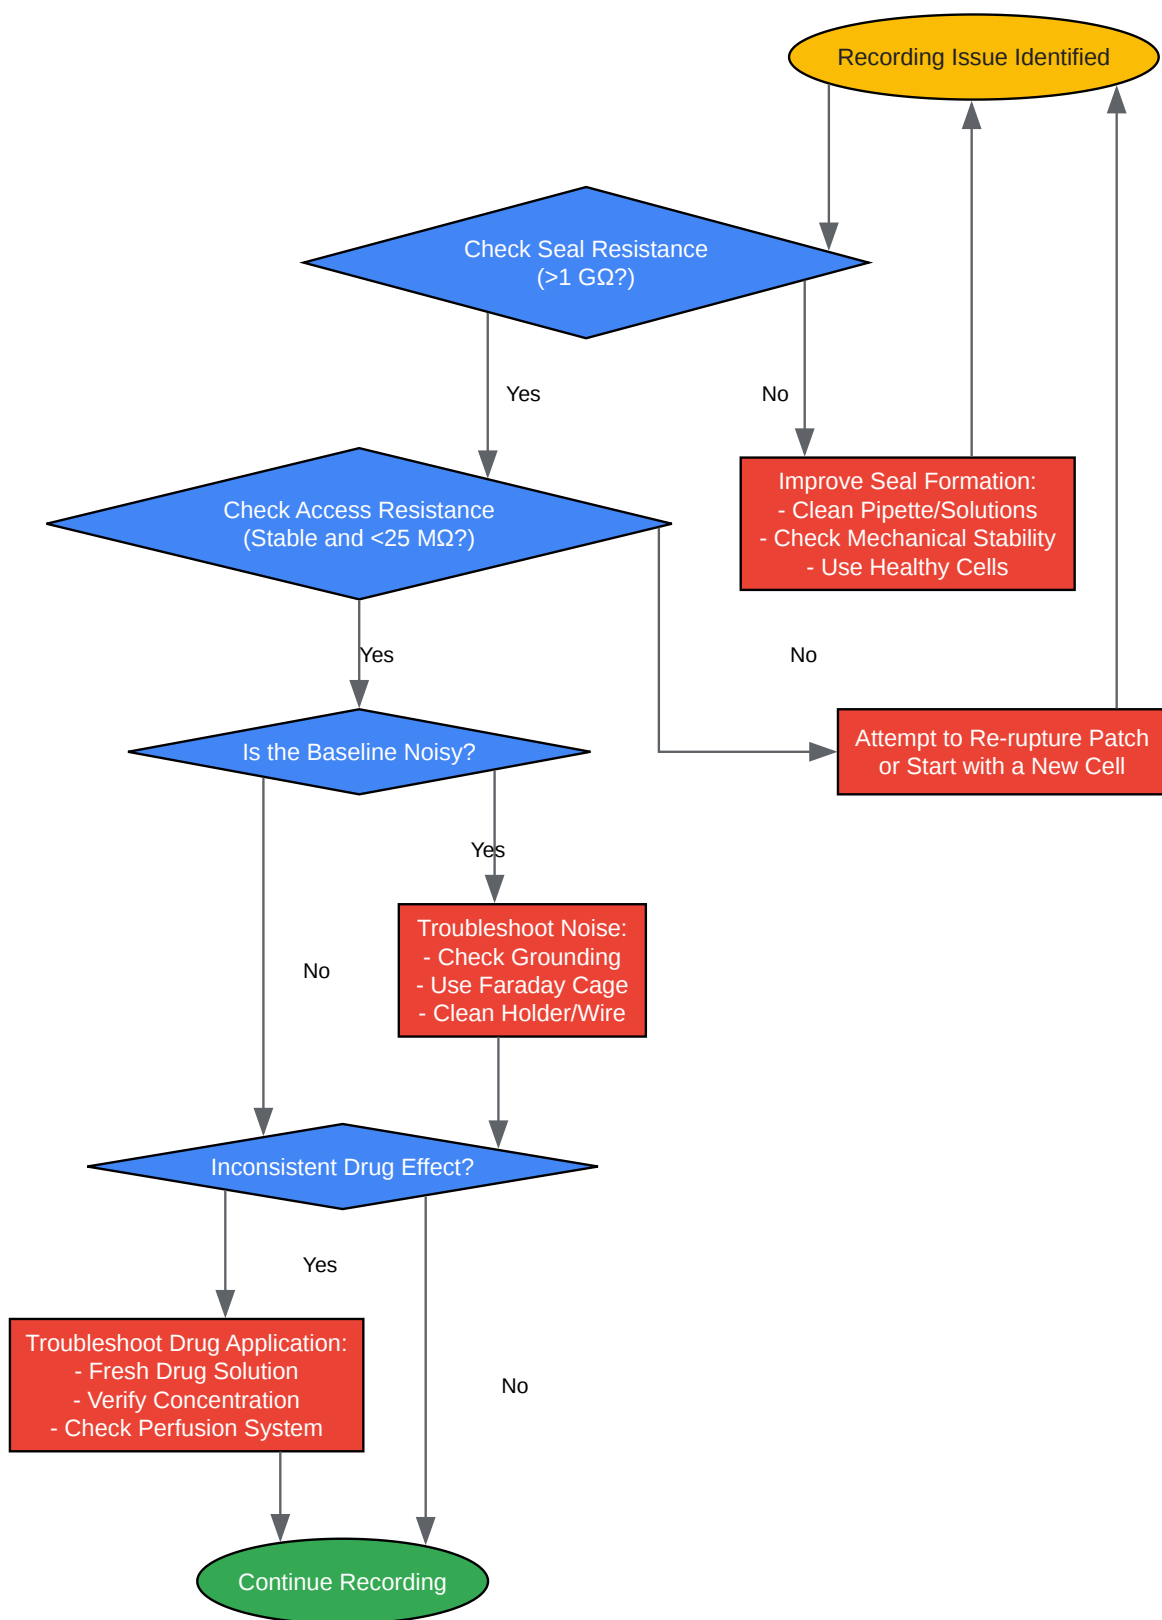 Recording Issue Identified
Check Seal Resistance
(>1 GΩ?)
Yes
No
Improve Seal Formation:
- Clean Pipette/Solutions
- Check Mechanical Stability
- Use Healthy Cells
Check Access Resistance
(Stable and <25 MΩ?)
Yes
No
Attempt to Re-rupture Patch
or Start with a New Cell
Is the Baseline Noisy?
Yes
No
Troubleshoot Noise:
- Check Grounding
- Use Faraday Cage
- Clean Holder/Wire
Inconsistent Drug Effect?
Yes
No
Troubleshoot Drug Application:
- Fresh Drug Solution
- Verify Concentration
- Check Perfusion System
Continue Recording